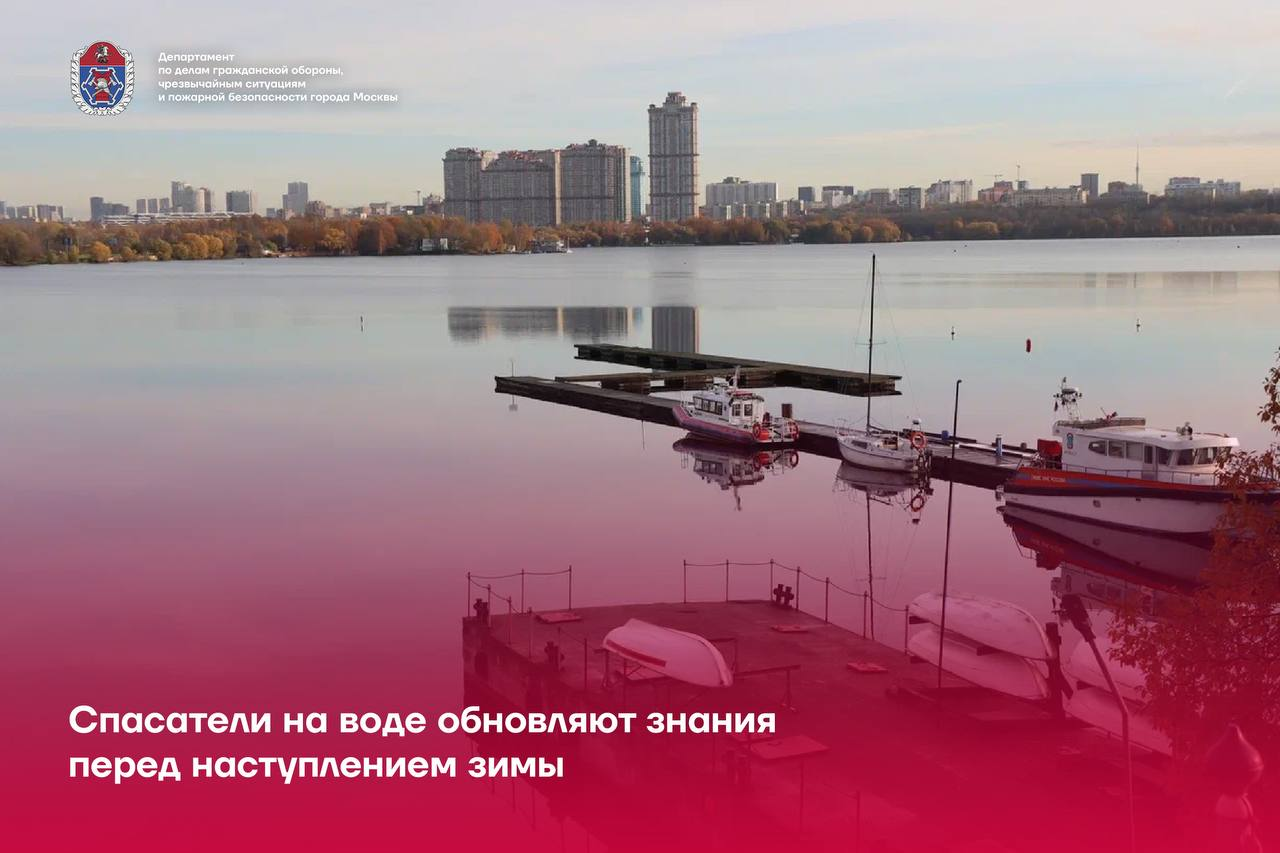 Департамент
по делам гражданской обороны,
чрезвычайным ситуациям
и пожарной безопасности города Москвы
Спасатели на воде обновляют знания
перед наступлением зимы